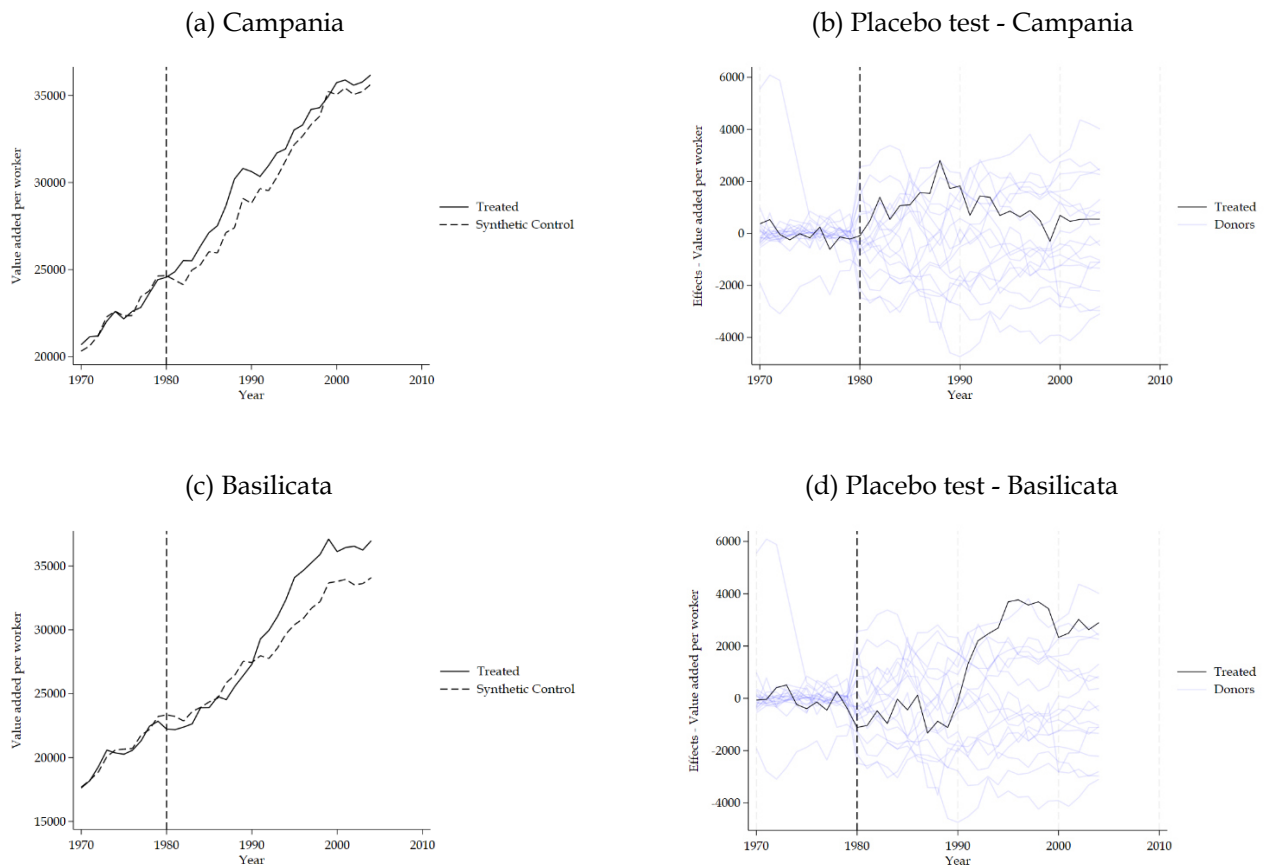 (a) Campania
35000
30000
25000
20000
Value added per worker
1970
1980
1990
2000
2010
Year
Treated
Synthetic Control
(b) Placebo test - Campania
6000
4000
2000
0
-2000
-4000
Effects - Value added per worker
1970
1980
1990
2000
2010
Year
Treated
Donors
(c) Basilicata
35000
30000
25000
20000
15000
Value added per worker
1970
1980
1990
2000
2010
Year
Treated
Synthetic Control
(d) Placebo test - Basilicata
6000
4000
2000
0
-2000
-4000
Effects - Value added per worker
1970
1980
1990
2000
2010
Year
Treated
Donors